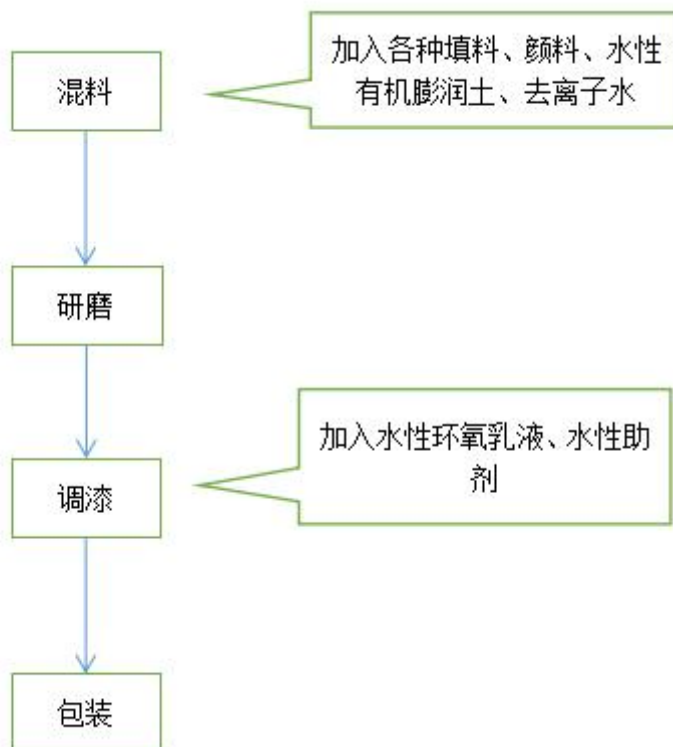 混料
加入各种填料、颜料、水性
有机膨润土、去离子水
研磨
加入水性环氧乳液、水性助
剂
调漆
包装